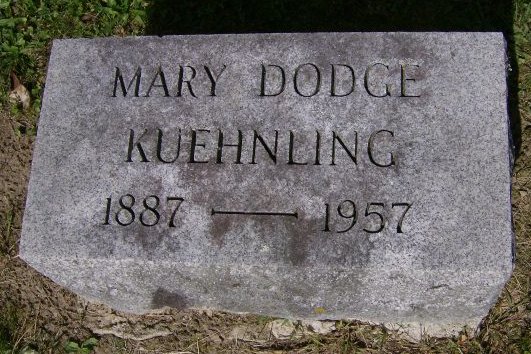 MARY DODGE
KUEHNLING
1887 — 1957